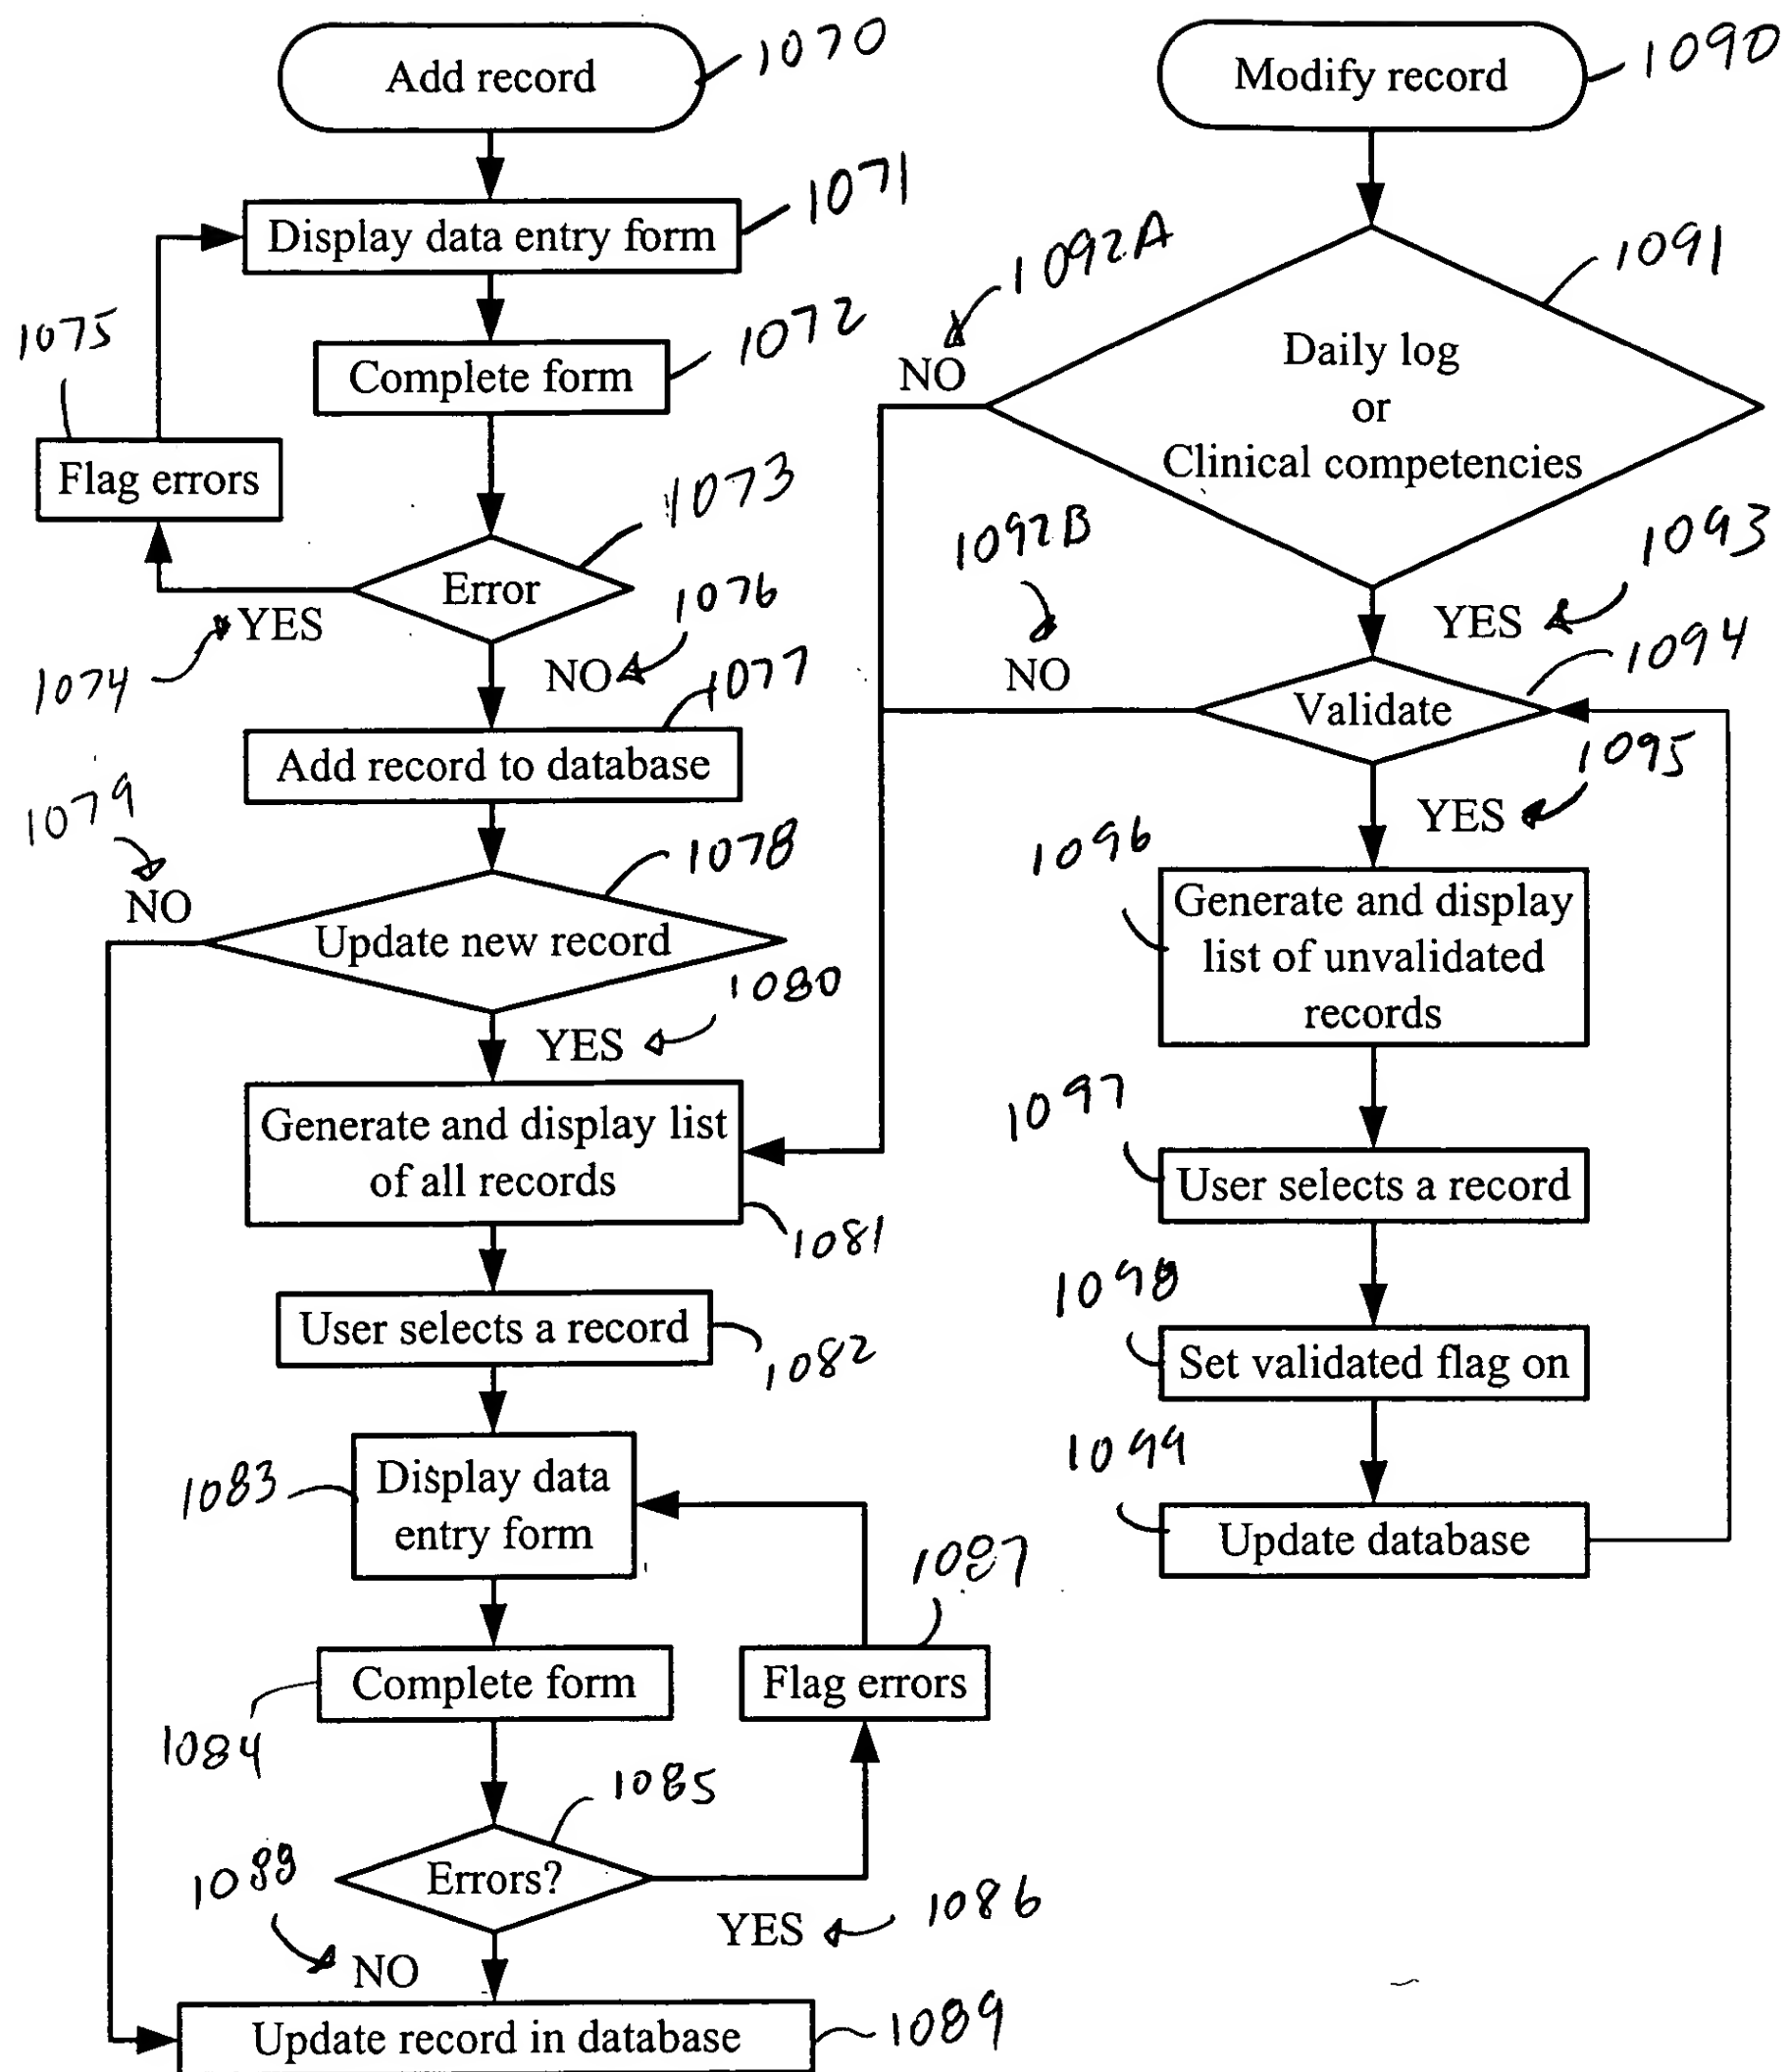 Add record
1070
Display data entry form
1071
Complete form
1072
1075
Flag errors
1073
Error
YES
1074
1076
NO
1077
Add record to database
1079
NO
1078
Update new record
1080
YES
Generate and display list
of all records
1081
User selects a record
1082
1083
Display data
entry form
1087
Flag errors
Complete form
1084
1085
Errors?
1088
NO
YES
1086
Update record in database
1089
Modify record
1090
1091
1092A
NO
Daily log
or
Clinical competencies
1092B
NO
1093
YES
1094
Validate
1095
YES
1096
Generate and display
list of unvalidated
records
1097
User selects a record
1098
Set validated flag on
1099
Update database